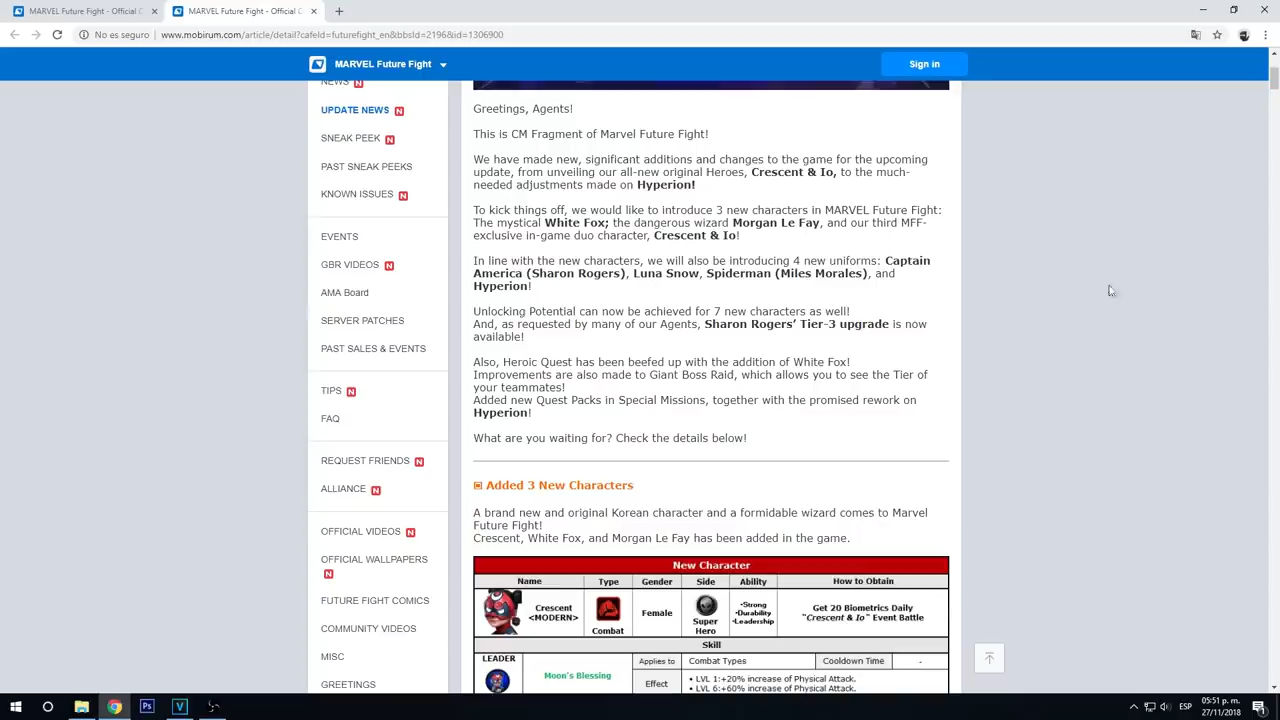 MARVEL Future Fight - Official C
MARVEL Future Fight - Official C
No es seguro
www.mobirum.com/article/detail?cafeId=futurefight_en&bbsId=2196&id=1306900
MARVEL Future Fight
Sign in
NEWS N
UPDATE NEWS N
SNEAK PEEK N
PAST SNEAK PEEKS
KNOWN ISSUES N
EVENTS
GBR VIDEOS N
AMA Board
SERVER PATCHES
PAST SALES & EVENTS
TIPS N
FAQ
REQUEST FRIENDS N
ALLIANCE N
OFFICIAL VIDEOS N
OFFICIAL WALLPAPERS
N
FUTURE FIGHT COMICS
COMMUNITY VIDEOS
MISC
GREETINGS
Greetings, Agents!
This is CM Fragment of Marvel Future Fight!
We have made new, significant additions and changes to the game for the upcoming
update, from unveiling our all-new original Heroes, Crescent & Io, to the much-
needed adjustments made on Hyperion!
To kick things off, we would like to introduce 3 new characters in MARVEL Future Fight:
The mystical White Fox; the dangerous wizard Morgan Le Fay, and our third MFF-
exclusive in-game duo character, Crescent & Io!
In line with the new characters, we will also be introducing 4 new uniforms: Captain
America (Sharon Rogers), Luna Snow, Spiderman (Miles Morales), and
Hyperion!
Unlocking Potential can now be achieved for 7 new characters as well!
And, as requested by many of our Agents, Sharon Rogers' Tier-3 upgrade is now
available!
Also, Heroic Quest has been beefed up with the addition of White Fox!
Improvements are also made to Giant Boss Raid, which allows you to see the Tier of
your teammates!
Added new Quest Packs in Special Missions, together with the promised rework on
Hyperion!
What are you waiting for? Check the details below!
▣ Added 3 New Characters
A brand new and original Korean character and a formidable wizard comes to Marvel
Future Fight!
Crescent, White Fox, and Morgan Le Fay has been added in the game.
New Character
Name Type Gender Side Ability How to Obtain
Crescent
<MODERN>
Combat
Female
Super
Hero
•Strong
•Durability
•Leadership
Get 20 Biometrics Daily
"Crescent & Io" Event Battle
Skill
LEADER
Moon's Blessing
Applies to Combat Types Cooldown Time -
Effect
• LVL 1:+20% increase of Physical Attack.
• LVL 6:+60% increase of Physical Attack.
Ps
V
ESP
05:51 p. m.
27/11/2018
1